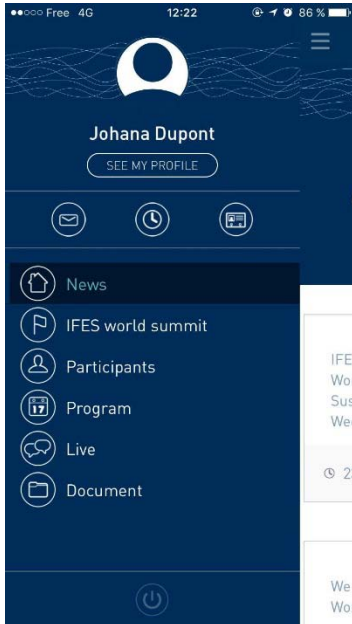 Free 4G 12:22 86 %
Johana Dupont
SEE MY PROFILE
News
IFES world summit
Participants
17
Program
Live
Document
IFE
Wo
Sus
We
2
We
Wo